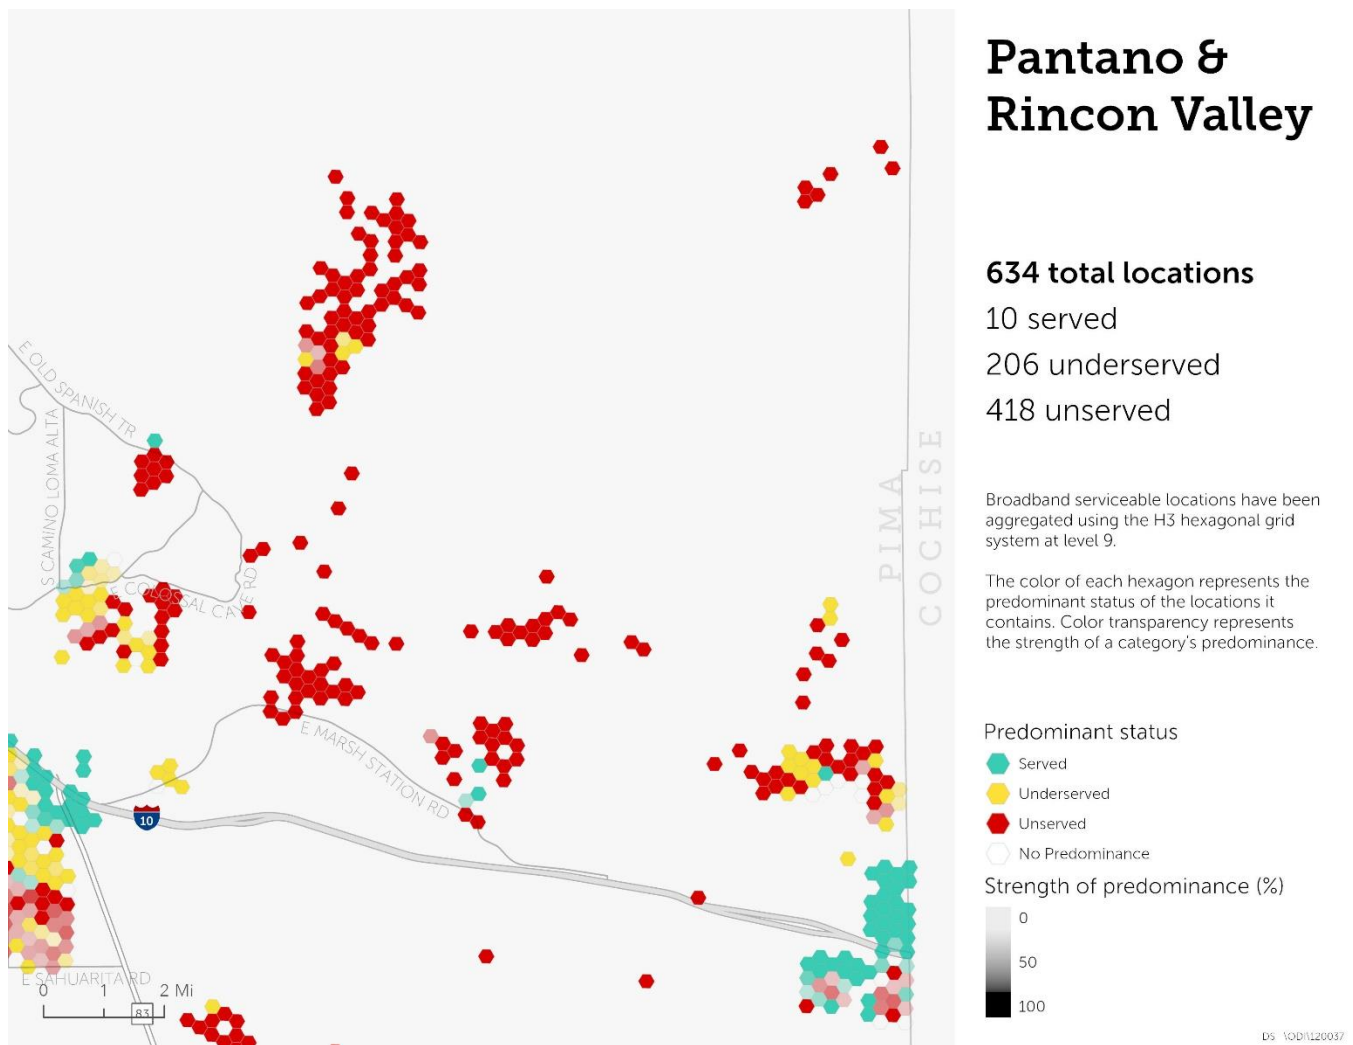 Pantano &
Rincon Valley
634 total locations
10 served
206 underserved
418 unserved
Broadband serviceable locations have been
aggregated using the H3 hexagonal grid
system at level 9.
The color of each hexagon represents the
predominant status of the locations it
contains. Color transparency represents
the strength of a category's predominance.
Predominant status
Served
Underserved
Unserved
No Predominance
Strength of predominance (%)
0
50
100
E OLD SPANISH TR
S CAMINO LOMA ALTA
E COLOSSAL CAVE RD
E MARSH STATION RD
10
PIMA
COCHISE
E SAHUARITA RD
0 1 2 Mi
83